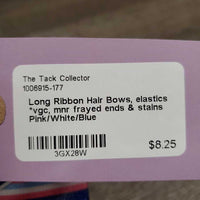 The Tack Collector
1006915-177
Long Ribbon Hair Bows, elastics
*vgc, mnr frayed ends & stains
Pink/White/Blue
3GX28W
$8.25